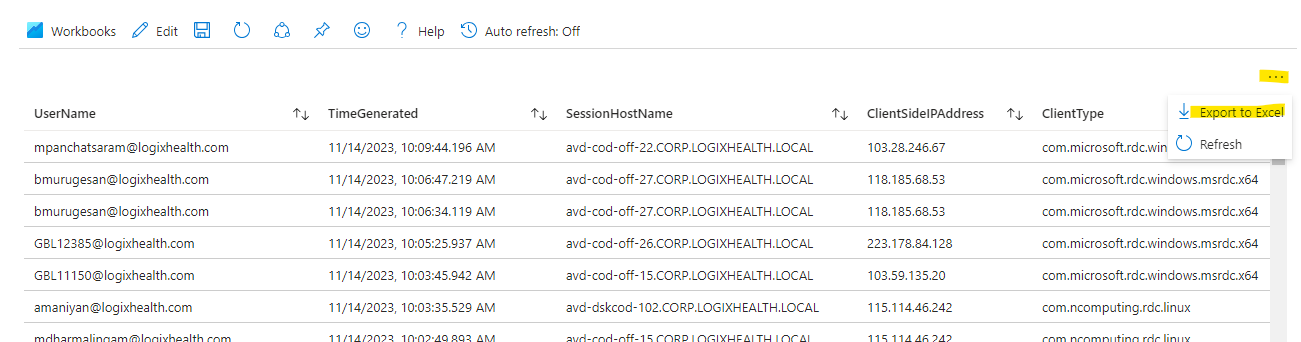 Workbooks Edit ? Help Auto refresh: Off
...
UserName TimeGenerated SessionHostName ClientSideIPAddress ClientType Export to Excel
mpanchatsaram@logixhealth.com 11/14/2023, 10:09:44.196 AM avd-cod-off-22.CORP.LOGIXHEALTH.LOCAL 103.28.246.67 com.microsoft.rdc.win Refresh
bmurugesan@logixhealth.com 11/14/2023, 10:06:47.219 AM avd-cod-off-27.CORP.LOGIXHEALTH.LOCAL 118.185.68.53 com.microsoft.rdc.windows.msrdc.x64
bmurugesan@logixhealth.com 11/14/2023, 10:06:34.119 AM avd-cod-off-27.CORP.LOGIXHEALTH.LOCAL 118.185.68.53 com.microsoft.rdc.windows.msrdc.x64
GBL12385@logixhealth.com 11/14/2023, 10:05:25.937 AM avd-cod-off-26.CORP.LOGIXHEALTH.LOCAL 223.178.84.128 com.microsoft.rdc.windows.msrdc.x64
GBL11150@logixhealth.com 11/14/2023, 10:03:45.942 AM avd-cod-off-15.CORP.LOGIXHEALTH.LOCAL 103.59.135.20 com.microsoft.rdc.windows.msrdc.x64
amaniyan@logixhealth.com 11/14/2023, 10:03:35.529 AM avd-dskcod-102.CORP.LOGIXHEALTH.LOCAL 115.114.46.242 com.ncomputing.rdc.linux
mdharmalingam@logixhealth.com 11/14/2023, 10:02:49.893 AM avd-cod-off-15.CORP.LOGIXHEALTH.LOCAL 115.114.46.242 com.ncomputing.rdc.linux